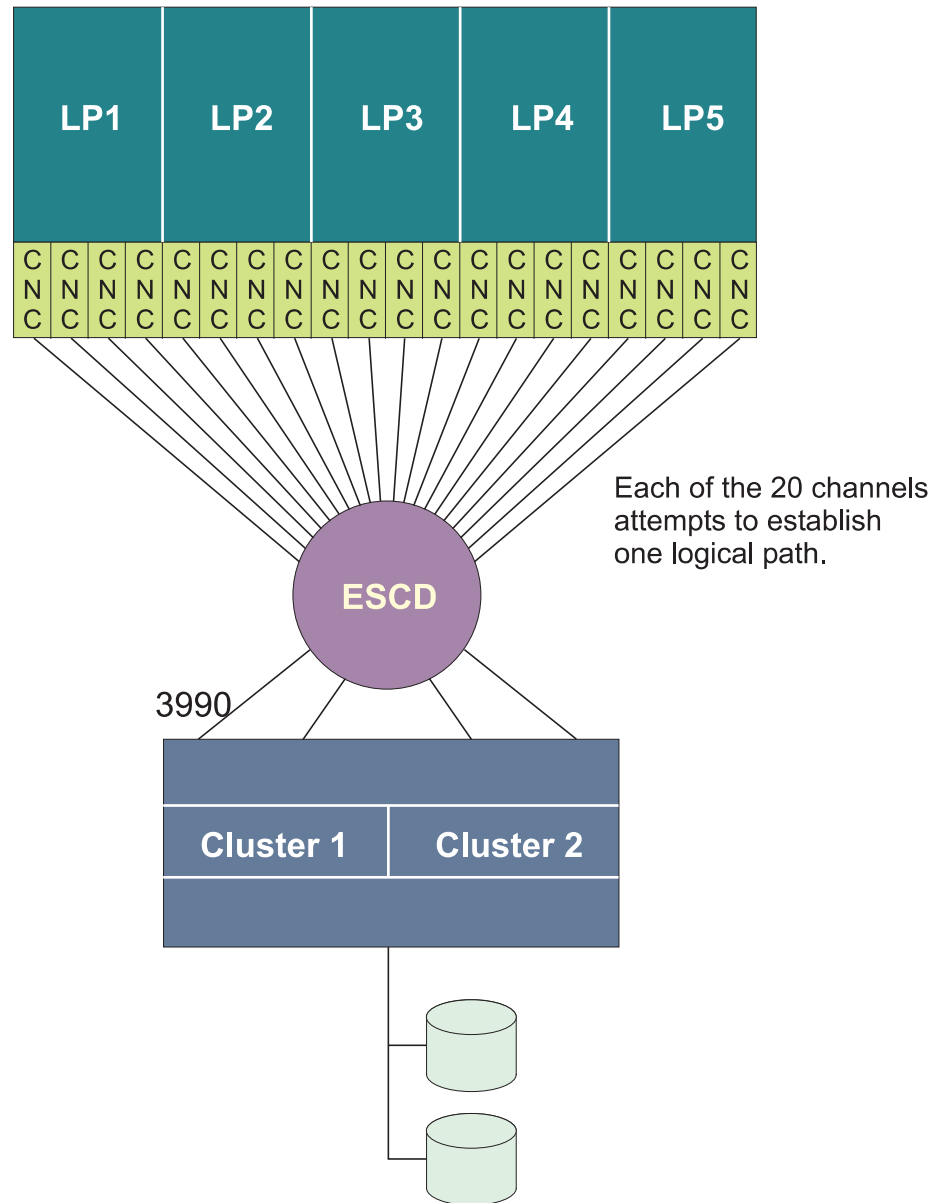 LP1 LP2 LP3 LP4 LP5
C C C C C C C C C C C C C C C C C C C C
N N N N N N N N N N N N N N N N N N N N
C C C C C C C C C C C C C C C C C C C C
Each of the 20 channels
attempts to establish
one logical path.
ESCD
3990
Cluster 1 Cluster 2